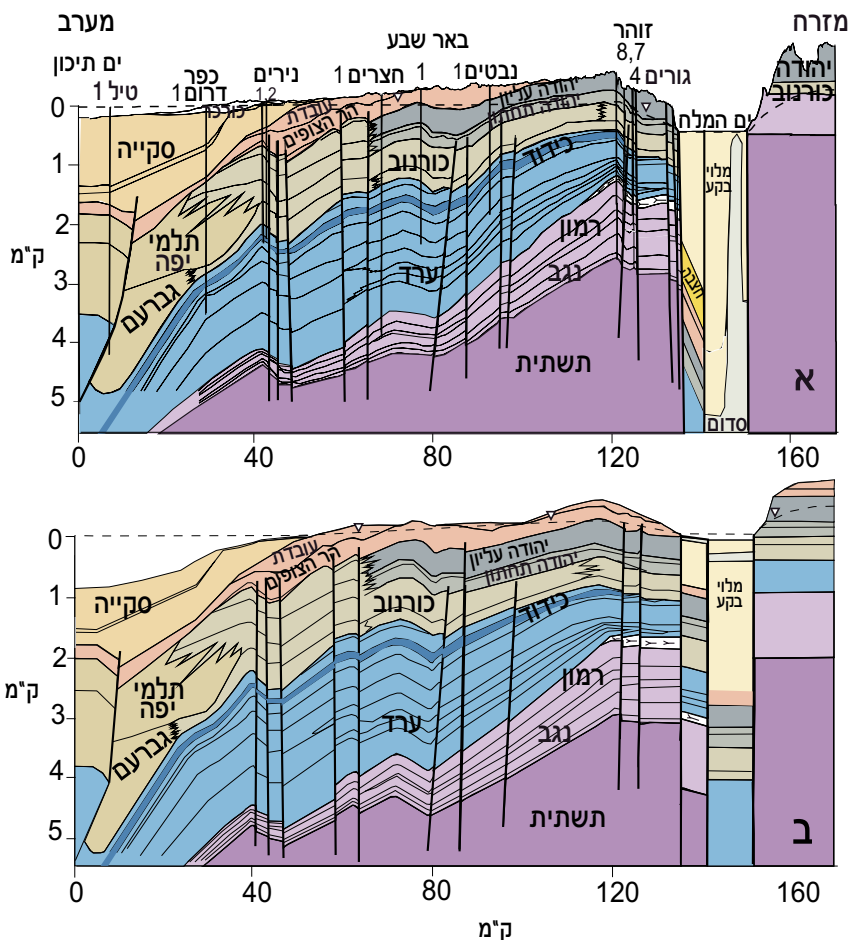 מערב
מזרח
ים תיכון
טיל 1
כפר
דרום 1
נירים
1,2
חצרים 1
באר שבע
1
נבטים 1
זוהר
8,7
גורים 4
ים המלח
יהודה
כורנוב
כורכר
עובדת
הר הצופים
יהודה עליון
יהודה תחתון
סקייה
כורנוב
כידוד
מלוי
בקע
תלמי
יפה
גברעם
ערד
רמון
נגב
חצבה
תשתית
סדום
א
ק"מ
0
1
2
3
4
5
0
40
80
120
160
עובדת
הר הצופים
יהודה עליון
יהודה תחתון
סקייה
כורנוב
כידוד
מלוי
בקע
תלמי
יפה
גברעם
ערד
רמון
נגב
תשתית
ב
0
1
2
3
4
5
0
40
80
120
160
ק"מ